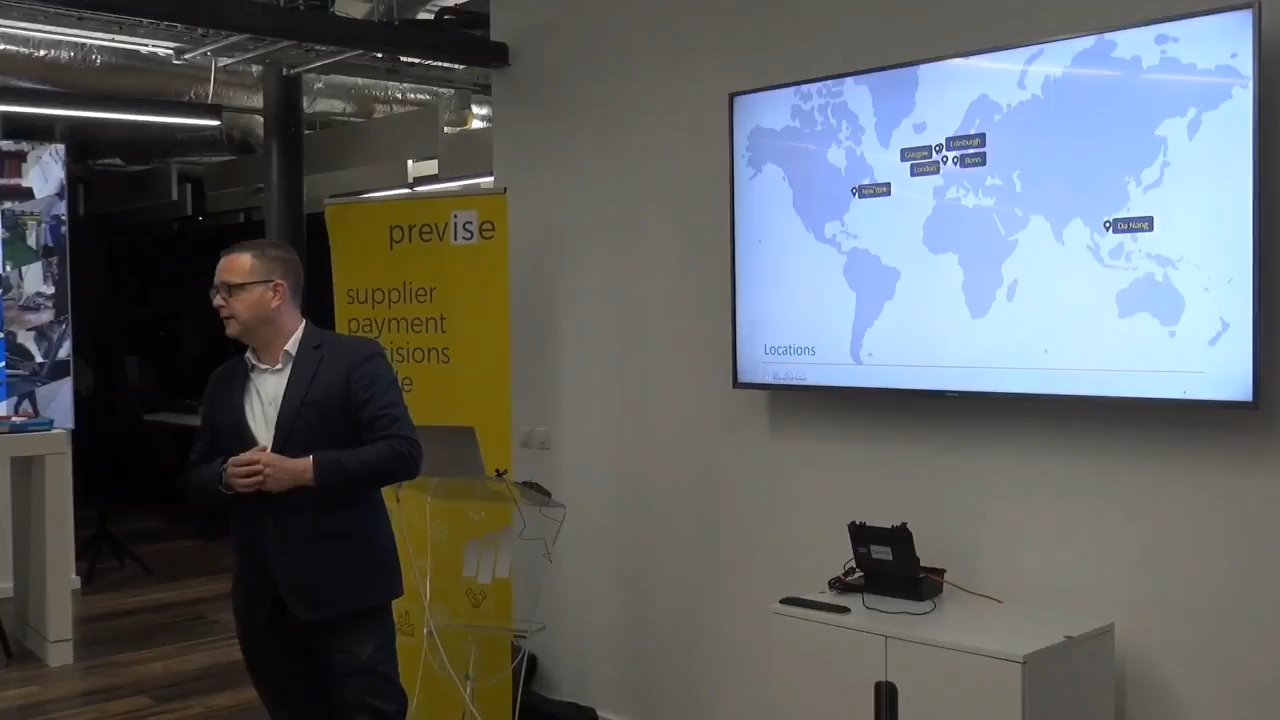 previse
supplier
payment
Edinburgh
Glasgow
London
Bonn
New York
Da Nang
Locations